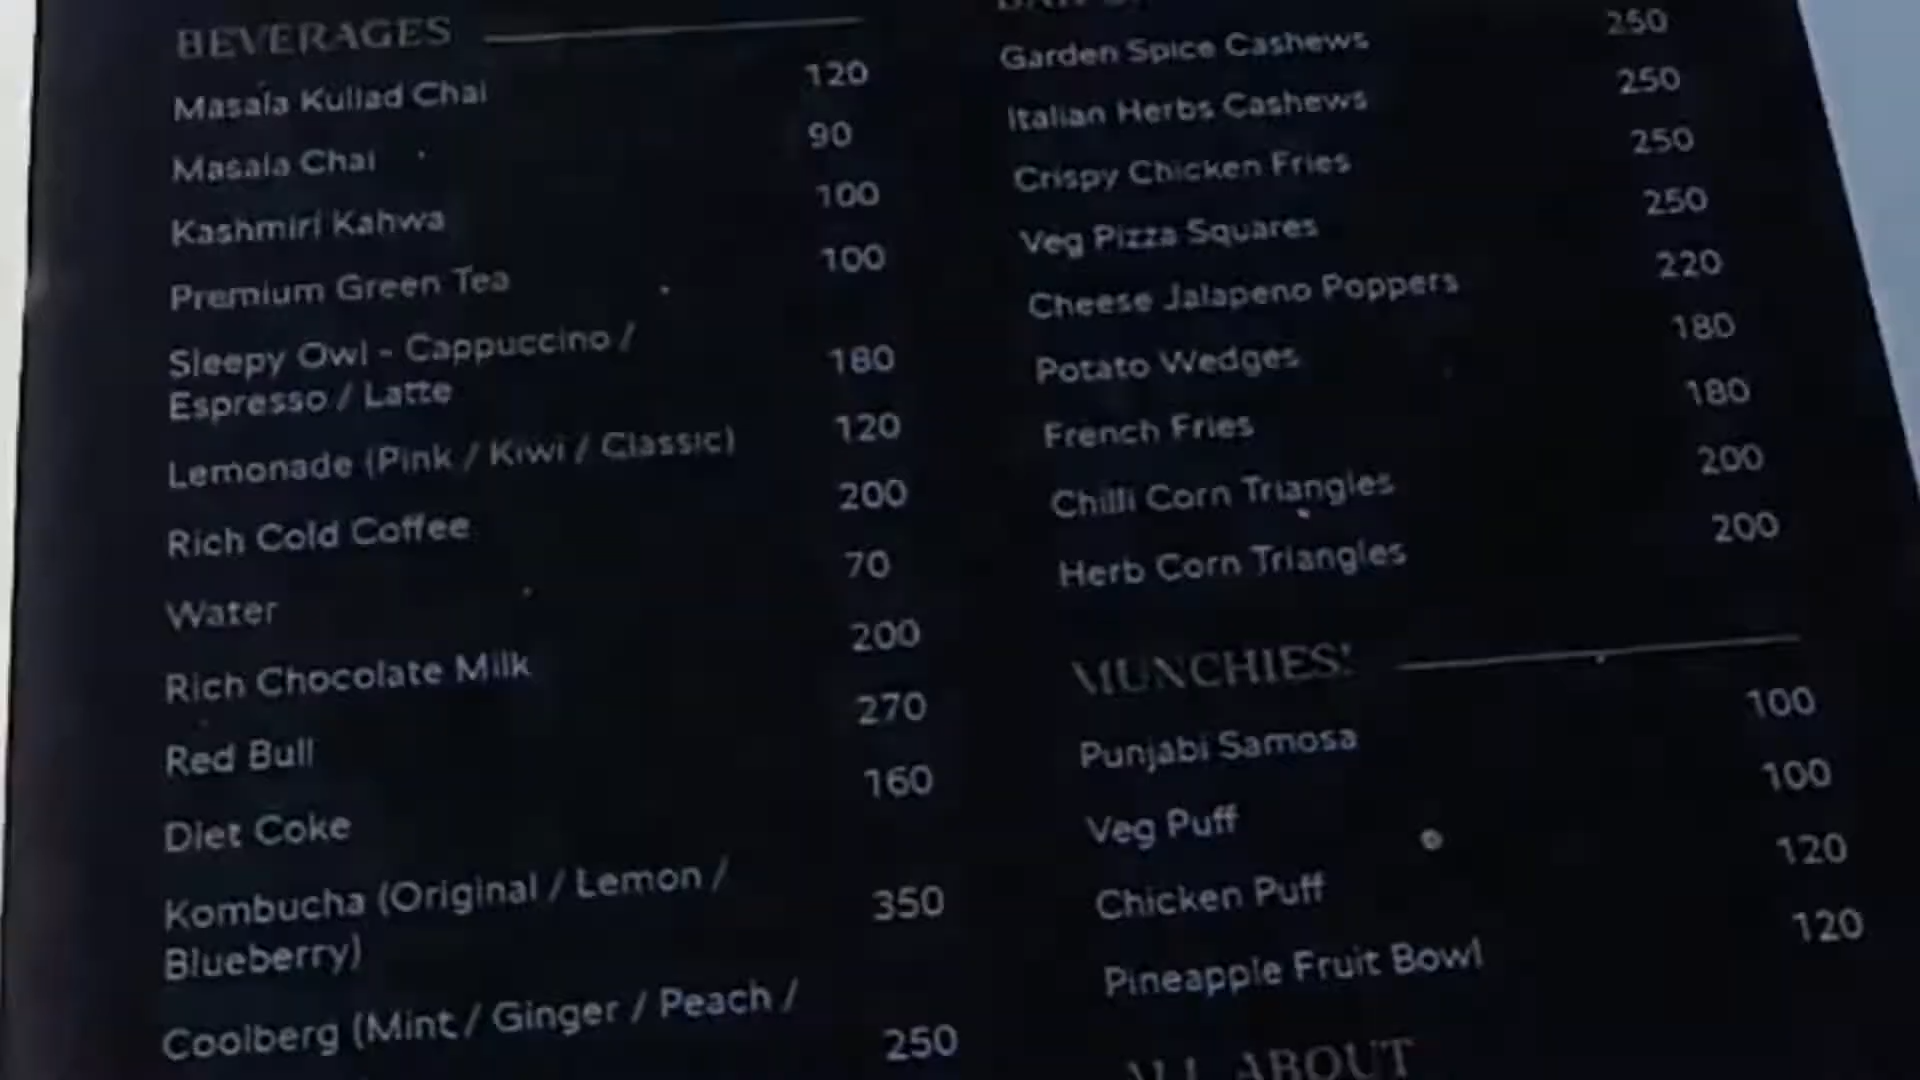 BEVERAGES
Masala Kullad Chai 120
Masala Chai 90
Kashmiri Kahwa 100
Premium Green Tea 100
Sleepy Owl - Cappuccino /
Espresso / Latte 180
Lemonade (Pink / Kiwi / Classic) 120
Rich Cold Coffee 200
Water 70
Rich Chocolate Milk 200
Red Bull 270
Diet Coke 160
Kombucha (Original / Lemon /
Blueberry) 350
Coolberg (Mint / Ginger / Peach /
250
Garden Spice Cashews 250
Italian Herbs Cashews 250
Crispy Chicken Fries 250
Veg Pizza Squares 250
Cheese Jalapeno Poppers 220
Potato Wedges 180
French Fries 180
Chilli Corn Triangles 200
Herb Corn Triangles 200
MUNCHIES!
Punjabi Samosa 100
Veg Puff 100
Chicken Puff 120
Pineapple Fruit Bowl 120
ALL ABOUT